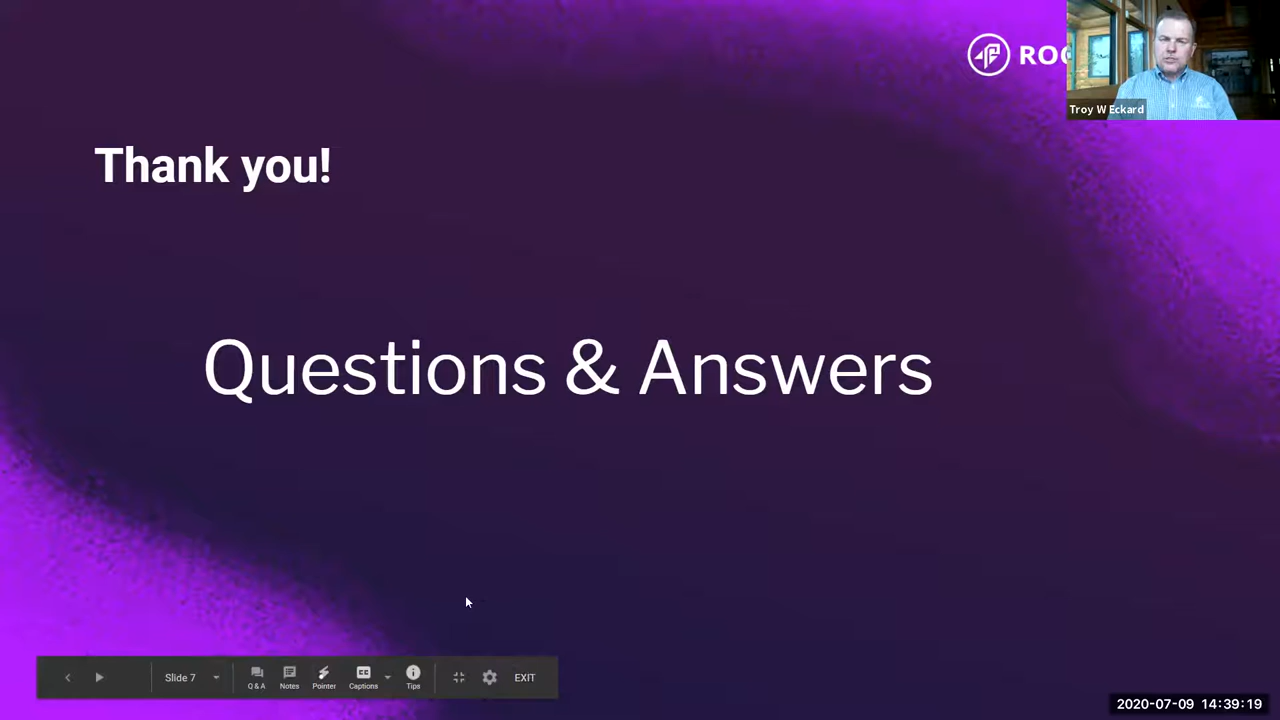 ROC
Troy W Eckard
Thank you!
Questions & Answers
Slide 7
Q & A
Notes
Pointer
Captions
Tips
EXIT
2020-07-09 14:39:19